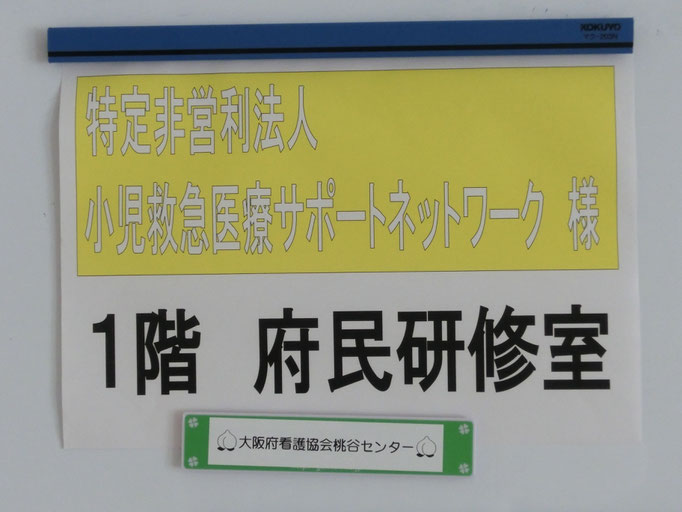 KOKUYO
特定非営利法人
小児救急医療サポートネットワーク 様
1階 府民研修室
大阪府看護協会桃谷センター